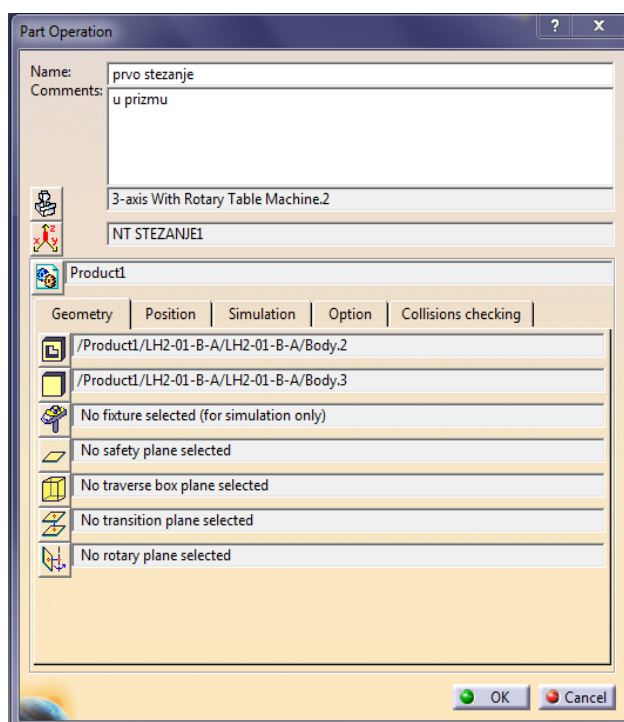 Part Operation
? X
Name: prvo stezanje
Comments: u prizmu
3-axis With Rotary Table Machine.2
NT STEZANJE1
Product1
Geometry Position Simulation Option Collisions checking
/Product1/LH2-01-B-A/LH2-01-B-A/Body.2
/Product1/LH2-01-B-A/LH2-01-B-A/Body.3
No fixture selected (for simulation only)
No safety plane selected
No traverse box plane selected
No transition plane selected
No rotary plane selected
OK Cancel